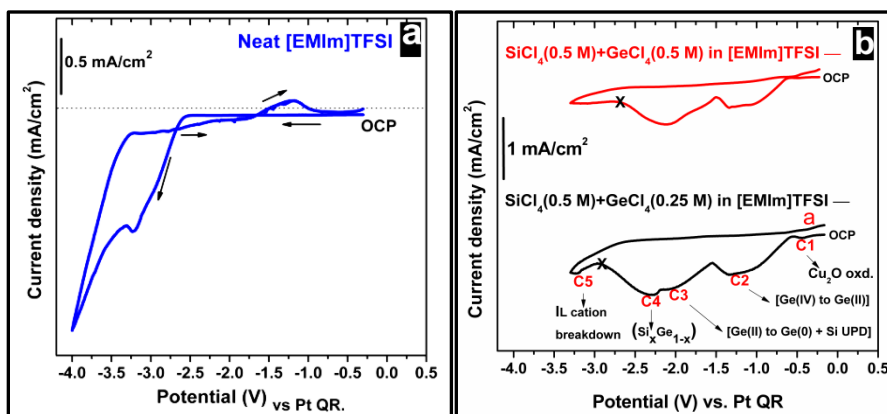 Neat [EMIm]TFSI
a
0.5 mA/cm²
OCP
Current density (mA/cm²)
-4.0 -3.5 -3.0 -2.5 -2.0 -1.5 -1.0 -0.5 0.0 0.5
Potential (V) vs Pt QR.
b
SiCl₄(0.5 M)+GeCl₄(0.5 M) in [EMIm]TFSI —
OCP
X
1 mA/cm²
SiCl₄(0.5 M)+GeCl₄(0.25 M) in [EMIm]TFSI —
a
OCP
X
C1
C5
C2
C4
C3
Cu₂O oxd.
[Ge(IV) to Ge(II)]
IL cation
breakdown
(SiₓGe₁₋ₓ)
[Ge(II) to Ge(0) + Si UPD]
Current density (mA/cm²)
-3.5 -3.0 -2.5 -2.0 -1.5 -1.0 -0.5 0.0 0.5
Potential (V) vs. Pt QR